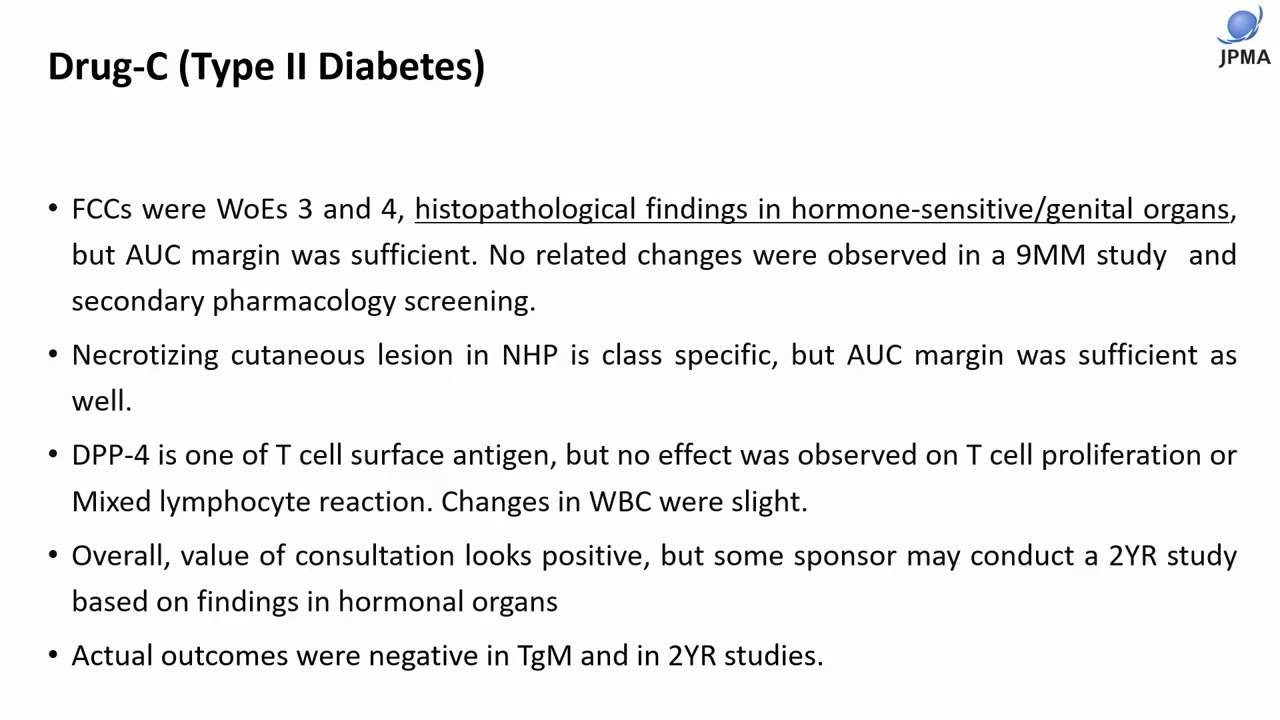 JPMA
Drug-C (Type II Diabetes)
• FCCs were WoEs 3 and 4, histopathological findings in hormone-sensitive/genital organs,
but AUC margin was sufficient. No related changes were observed in a 9MM study and
secondary pharmacology screening.
• Necrotizing cutaneous lesion in NHP is class specific, but AUC margin was sufficient as
well.
• DPP-4 is one of T cell surface antigen, but no effect was observed on T cell proliferation or
Mixed lymphocyte reaction. Changes in WBC were slight.
• Overall, value of consultation looks positive, but some sponsor may conduct a 2YR study
based on findings in hormonal organs
• Actual outcomes were negative in TgM and in 2YR studies.